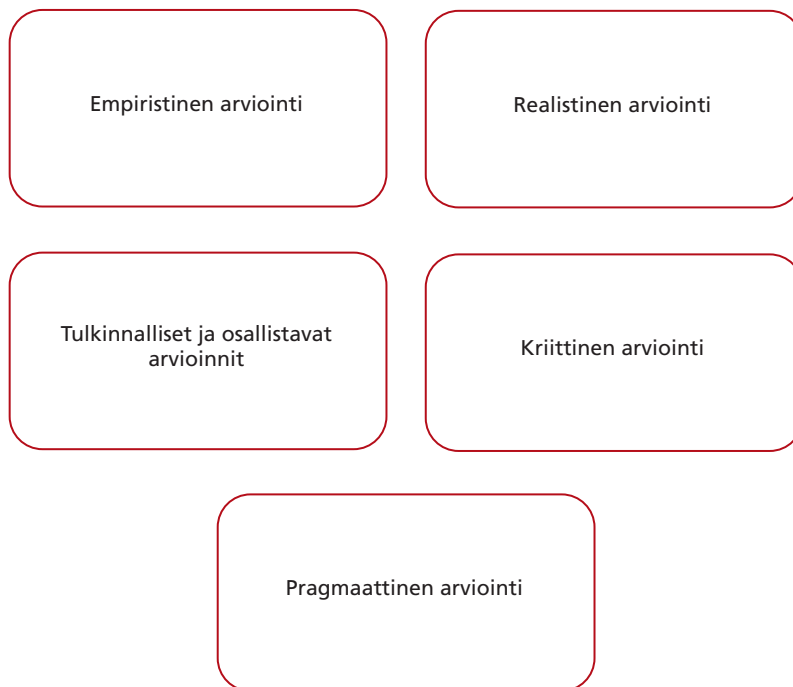 Empiristinen arviointi
Realistinen arviointi
Tulkinnalliset ja osallistavat
arvioinnit
Kriittinen arviointi
Pragmaattinen arviointi